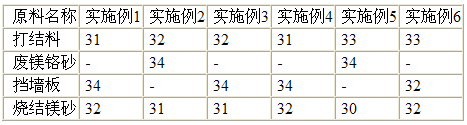 原料名称 实施例1 实施例2 实施例3 实施例4 实施例5 实施例6
打结料 31 32 32 31 33 33
废镁铬砂 - 34 - - 34 -
挡墙板 34 - 34 34 - 32
烧结镁砂 32 31 31 32 30 32